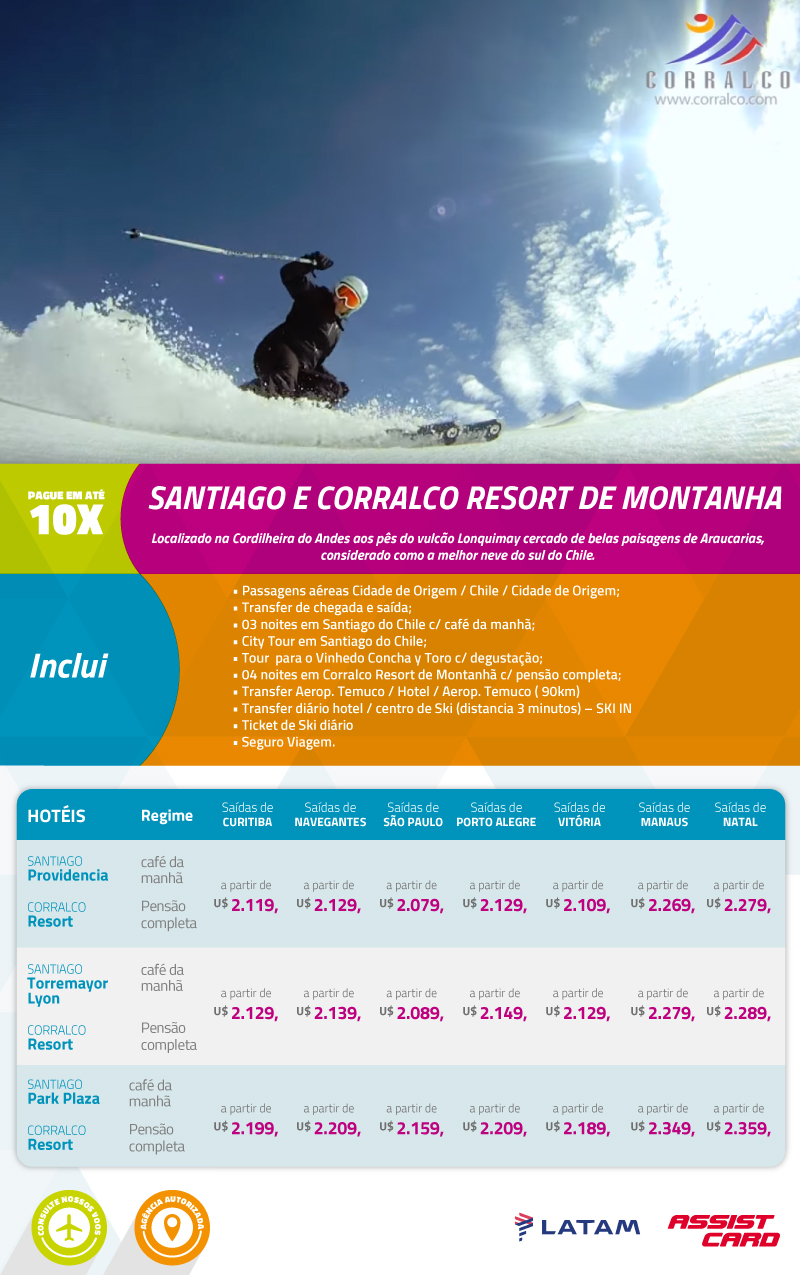 CORRALCO
www.corralco.com
PAGUE EM ATÉ
10X
SANTIAGO E CORRALCO RESORT DE MONTANHA
Localizado na Cordilheira do Andes aos pês do vulcão Lonquimay cercado de belas paisagens de Araucarias,
considerado como a melhor neve do sul do Chile.
Inclui
• Passagens aéreas Cidade de Origem / Chile / Cidade de Origem;
• Transfer de chegada e saída;
• 03 noites em Santiago do Chile c/ café da manhã;
• City Tour em Santiago do Chile;
• Tour para o Vinhedo Concha y Toro c/ degustação;
• 04 noites em Corralco Resort de Montanhã c/ pensão completa;
• Transfer Aerop. Temuco / Hotel / Aerop. Temuco ( 90km)
• Transfer diário hotel / centro de Ski (distancia 3 minutos) – SKI IN
• Ticket de Ski diário
• Seguro Viagem.
HOTÉIS Regime Saídas de CURITIBA Saídas de NAVEGANTES Saídas de SÃO PAULO Saídas de PORTO ALEGRE Saídas de VITÓRIA Saídas de MANAUS Saídas de NATAL
SANTIAGO
Providencia
café da
manhã
CORRALCO
Resort
Pensão
completa
a partir de a partir de a partir de a partir de a partir de a partir de a partir de
U$ 2.119, U$ 2.129, U$ 2.079, U$ 2.129, U$ 2.109, U$ 2.269, U$ 2.279,
SANTIAGO
Torremayor
Lyon
café da
manhã
CORRALCO
Resort
Pensão
completa
a partir de a partir de a partir de a partir de a partir de a partir de a partir de
U$ 2.129, U$ 2.139, U$ 2.089, U$ 2.149, U$ 2.129, U$ 2.279, U$ 2.289,
SANTIAGO
Park Plaza
café da
manhã
CORRALCO
Resort
Pensão
completa
a partir de a partir de a partir de a partir de a partir de a partir de a partir de
U$ 2.199, U$ 2.209, U$ 2.159, U$ 2.209, U$ 2.189, U$ 2.349, U$ 2.359,
CONSULTE NOSSOS VOOS
AGÊNCIA AUTORIZADA
LATAM
ASSIST
CARD